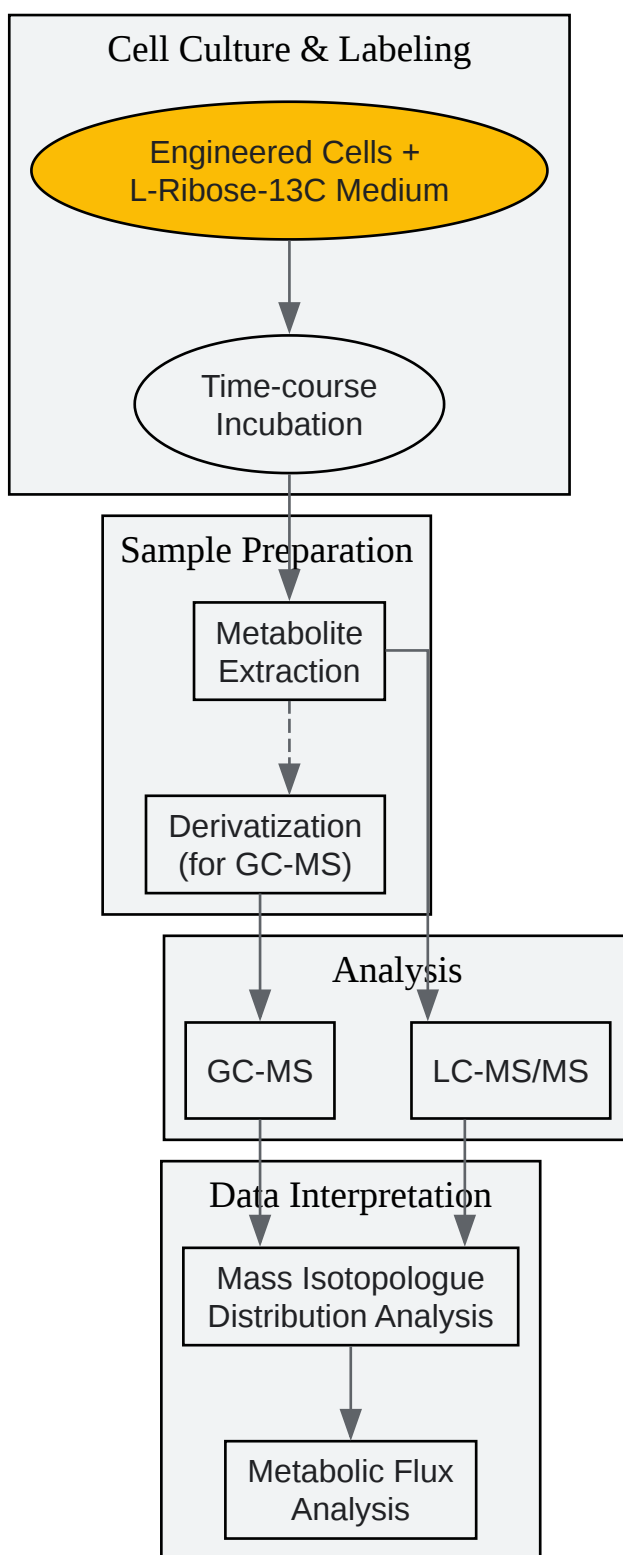 Cell Culture & Labeling
Engineered Cells +
L-Ribose-13C Medium
Time-course
Incubation
Sample Preparation
Metabolite
Extraction
Derivatization
(for GC-MS)
Analysis
GC-MS
LC-MS/MS
Data Interpretation
Mass Isotopologue
Distribution Analysis
Metabolic Flux
Analysis